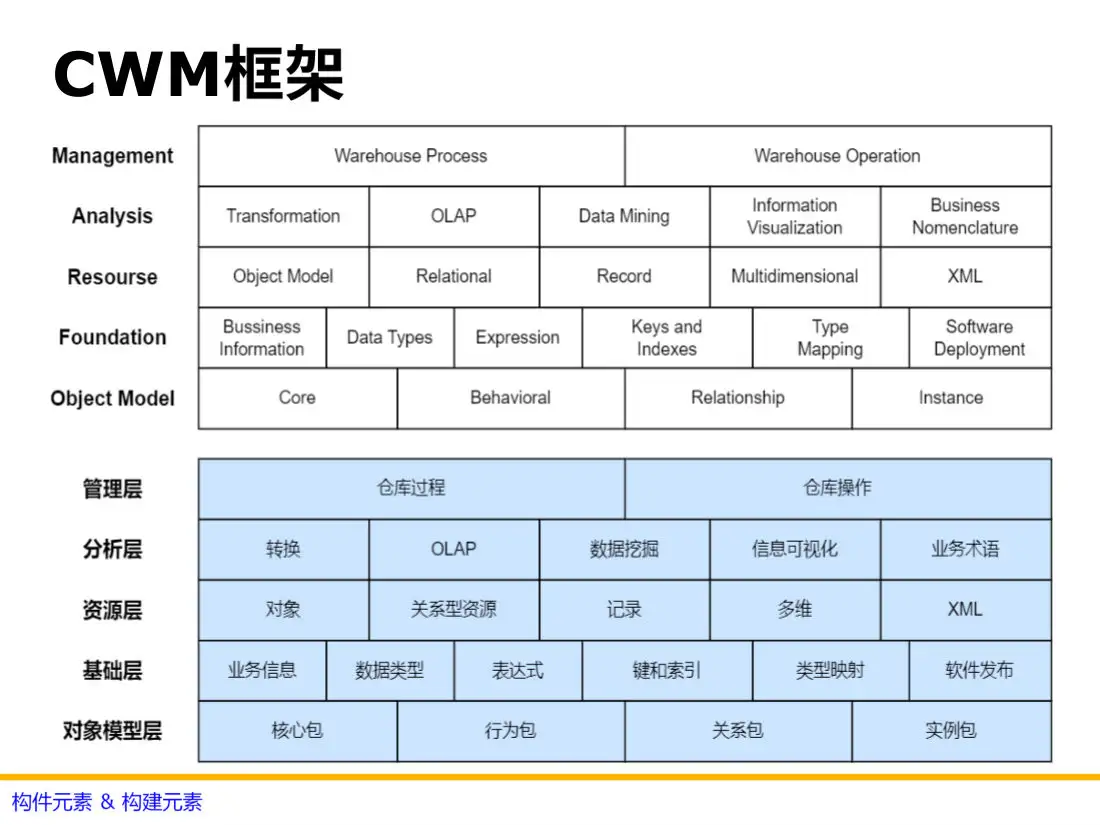 CWM框架
Management
Warehouse Process
Warehouse Operation
Analysis
Transformation
OLAP
Data Mining
Information
Visualization
Business
Nomenclature
Resourse
Object Model
Relational
Record
Multidimensional
XML
Foundation
Bussiness
Information
Data Types
Expression
Keys and
Indexes
Type
Mapping
Software
Deployment
Object Model
Core
Behavioral
Relationship
Instance
管理层
仓库过程
仓库操作
分析层
转换
OLAP
数据挖掘
信息可视化
业务术语
资源层
对象
关系型资源
记录
多维
XML
基础层
业务信息
数据类型
表达式
键和索引
类型映射
软件发布
对象模型层
核心包
行为包
关系包
实例包
构件元素 & 构建元素